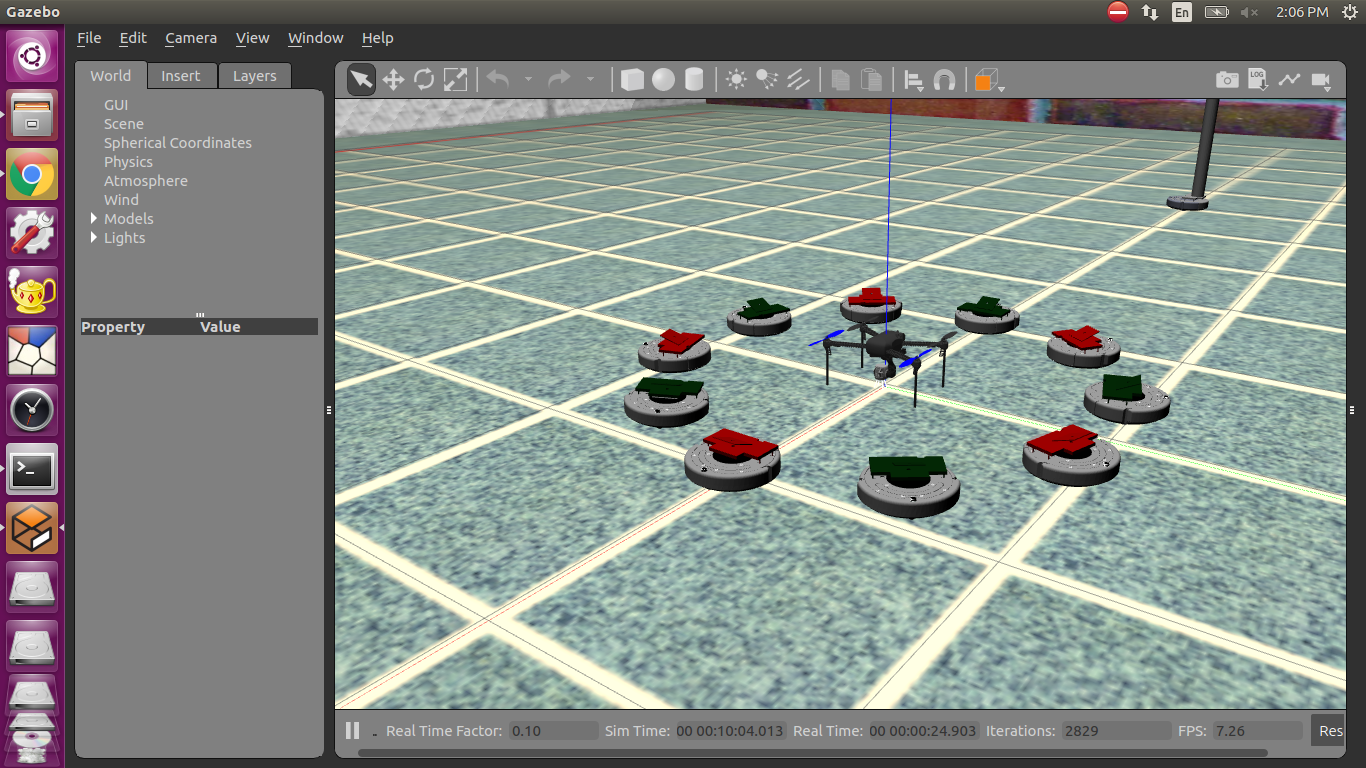 Gazebo
En
2:06 PM
File Edit Camera View Window Help
World Insert Layers
LOG
GUI
Scene
Spherical Coordinates
Physics
Atmosphere
Wind
Models
Lights
Property Value
Real Time Factor: 0.10 Sim Time: 00 00:10:04.013 Real Time: 00 00:00:24.903 Iterations: 2829 FPS: 7.26 Res